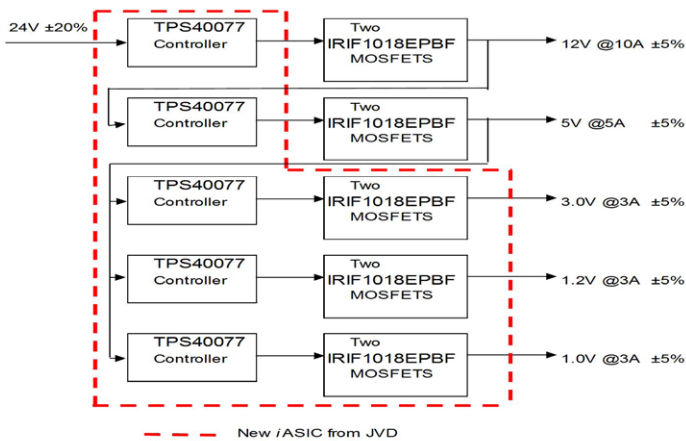 24V ±20%
TPS40077
Controller
Two
IRIF1018EPBF
MOSFETS
12V @10A ±5%
TPS40077
Controller
Two
IRIF1018EPBF
MOSFETS
5V @5A ±5%
TPS40077
Controller
Two
IRIF1018EPBF
MOSFETS
3.0V @3A ±5%
TPS40077
Controller
Two
IRIF1018EPBF
MOSFETS
1.2V @3A ±5%
TPS40077
Controller
Two
IRIF1018EPBF
MOSFETS
1.0V @3A ±5%
New iASIC from JVD